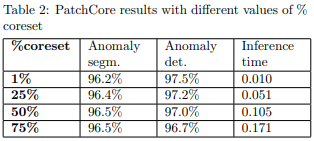 Table 2: PatchCore results with different values of %
coreset
%coreset Anomaly Anomaly Inference
segm. det. time
1% 96.2% 97.5% 0.010
25% 96.4% 97.2% 0.051
50% 96.5% 97.0% 0.105
75% 96.5% 96.7% 0.171